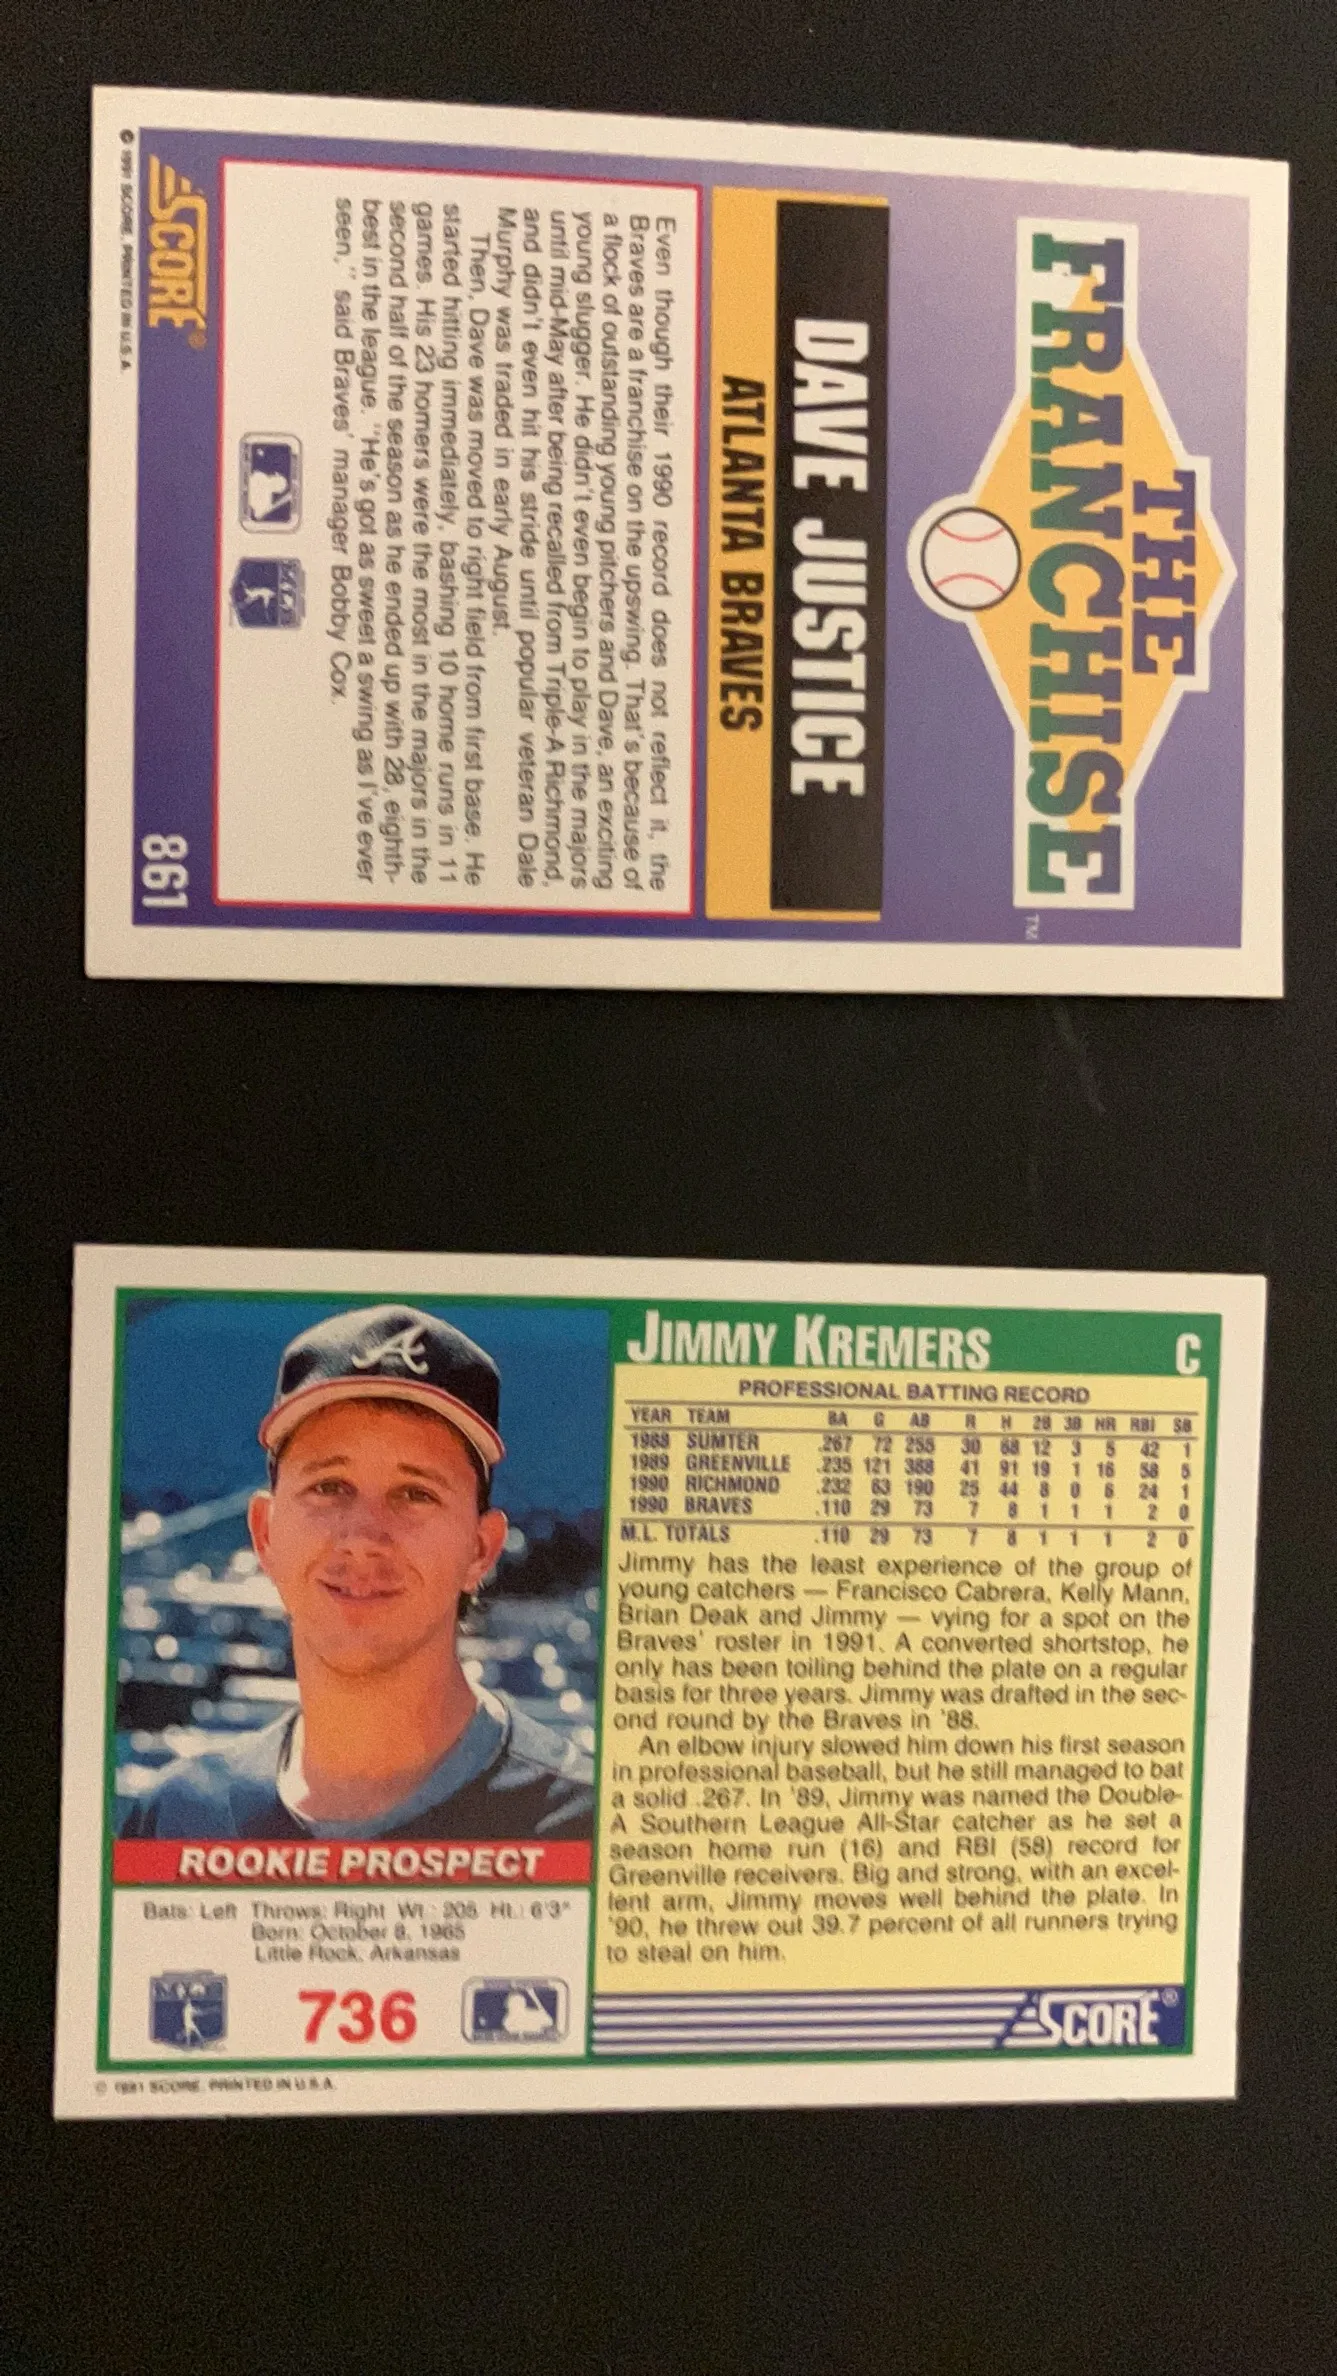 THE
FRANCHISE
TM
DAVE JUSTICE
ATLANTA BRAVES
Even though their 1990 record does not reflect it, the
Braves are a franchise on the upswing. That's because of
a flock of outstanding young pitchers and Dave, an exciting
young slugger. He didn't even begin to play in the majors
until mid-May after being recalled from Triple-A Richmond,
and didn't even hit his stride until popular veteran Dale
Murphy was traded in early August.
Then, Dave was moved to right field from first base. He
started hitting immediately, bashing 10 home runs in 11
games. His 23 homers were the most in the majors in the
second half of the season as he ended up with 28, eighth-
best in the league. "He's got as sweet a swing as I've ever
seen," said Braves' manager Bobby Cox.
SCORE®
861
© 1991 SCORE, PRINTED IN U.S.A.
JIMMY KREMERS C
PROFESSIONAL BATTING RECORD
YEAR TEAM BA G AB R H 2B 3B HR RBI SB
1988 SUMTER .267 72 255 30 68 12 3 5 42 1
1989 GREENVILLE .235 121 388 41 91 19 1 16 58 5
1990 RICHMOND .232 63 190 25 44 8 0 6 24 1
1990 BRAVES .110 29 73 7 8 1 1 1 2 0
M.L. TOTALS .110 29 73 7 8 1 1 1 2 0
Jimmy has the least experience of the group of
young catchers — Francisco Cabrera, Kelly Mann,
Brian Deak and Jimmy — vying for a spot on the
Braves' roster in 1991. A converted shortstop, he
only has been toiling behind the plate on a regular
basis for three years. Jimmy was drafted in the sec-
ond round by the Braves in '88.
An elbow injury slowed him down his first season
in professional baseball, but he still managed to bat
a solid .267. In '89, Jimmy was named the Double-
A Southern League All-Star catcher as he set a
season home run (16) and RBI (58) record for
Greenville receivers. Big and strong, with an excel-
lent arm, Jimmy moves well behind the plate. In
'90, he threw out 39.7 percent of all runners trying
to steal on him.
A
ROOKIE PROSPECT
Bats: Left Throws: Right Wt.: 205 Ht.: 6'3"
Born: October 8, 1965
Little Rock, Arkansas
736
SCORE®
© 1991 SCORE, PRINTED IN U.S.A.